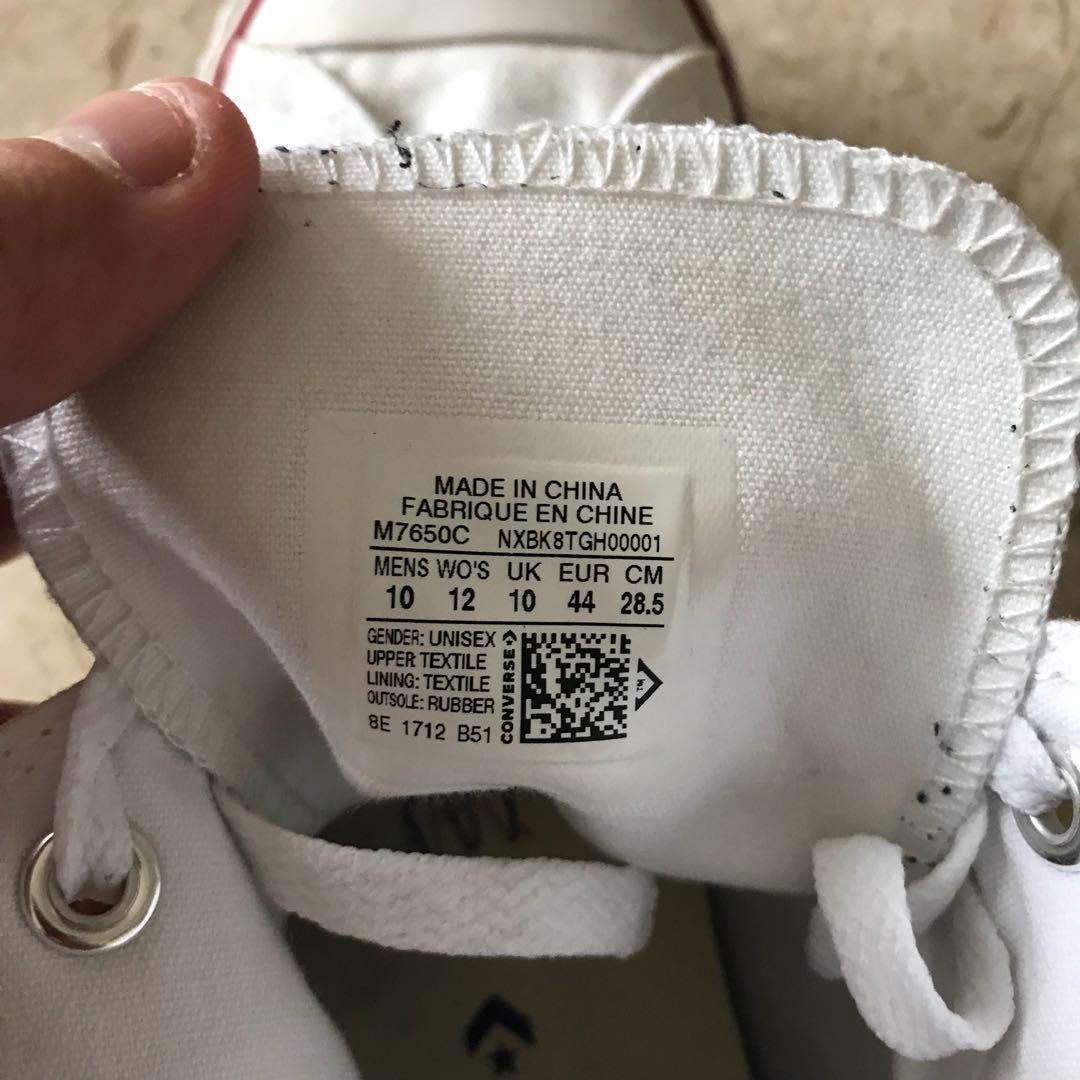 MADE IN CHINA
FABRIQUE EN CHINE
M7650C NXBK8TGH00001
MENS WO'S UK EUR CM
10 12 10 44 28.5
GENDER: UNISEX
UPPER: TEXTILE
LINING: TEXTILE
OUTSOLE: RUBBER
8E 1712 B51
CONVERSE
TM